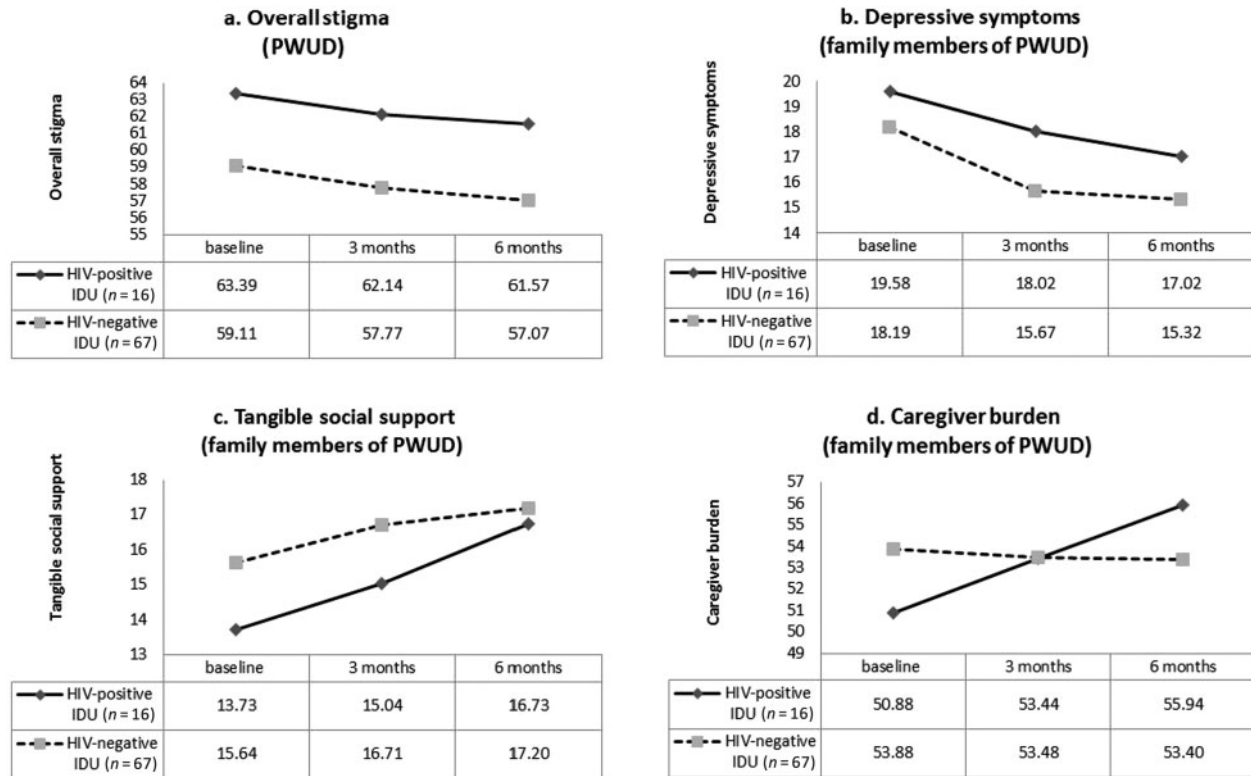 a. Overall stigma
(PWUD)
Overall stigma
64
63
62
61
60
59
58
57
56
55
baseline 3 months 6 months
HIV-positive
IDU (n = 16) 63.39 62.14 61.57
HIV-negative
IDU (n = 67) 59.11 57.77 57.07
b. Depressive symptoms
(family members of PWUD)
Depressive symptoms
20
19
18
17
16
15
14
baseline 3 months 6 months
HIV-positive
IDU (n = 16) 19.58 18.02 17.02
HIV-negative
IDU (n = 67) 18.19 15.67 15.32
c. Tangible social support
(family members of PWUD)
Tangible social support
18
17
16
15
14
13
baseline 3 months 6 months
HIV-positive
IDU (n = 16) 13.73 15.04 16.73
HIV-negative
IDU (n = 67) 15.64 16.71 17.20
d. Caregiver burden
(family members of PWUD)
Caregiver burden
57
56
55
54
53
52
51
50
49
baseline 3 months 6 months
HIV-positive
IDU (n = 16) 50.88 53.44 55.94
HIV-negative
IDU (n = 67) 53.88 53.48 53.40